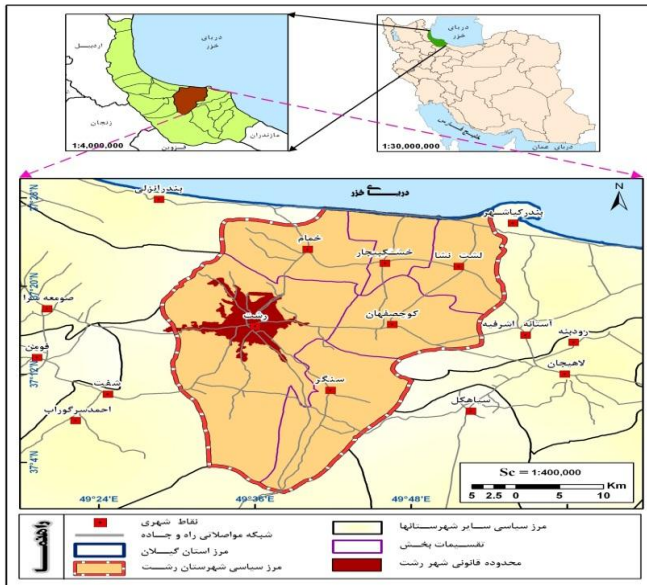 اردبیل
دریای
خزر
زنجان
قزوین
مازندران
1:4,000,000
دریای
خزر
خلیج فارس
دریای عمان
1:30,000,000
دریای خزر
N
بندرانزلی
بندرکیاشهر
خمام
خشکبیجار
لشت نشا
صومعه سرا
رشت
کوچصفهان
آستانه اشرفیه
رودبنه
فومن
لاهیجان
شفت
سنگر
سیاهکل
احمدسرگوراب
37°28'N
37°20'N
37°12'N
37°4'N
49°24'E
49°36'E
49°48'E
Sc = 1:400,000
5 2.5 0 5 10 Km
راهنما
نقاط شهری
شبکه مواصلاتی راه و جاده
مرز استان گیلان
مرز سیاسی شهرستان رشت
مرز سیاسی سایر شهرستانها
تقسیمات بخش
محدوده قانونی شهر رشت